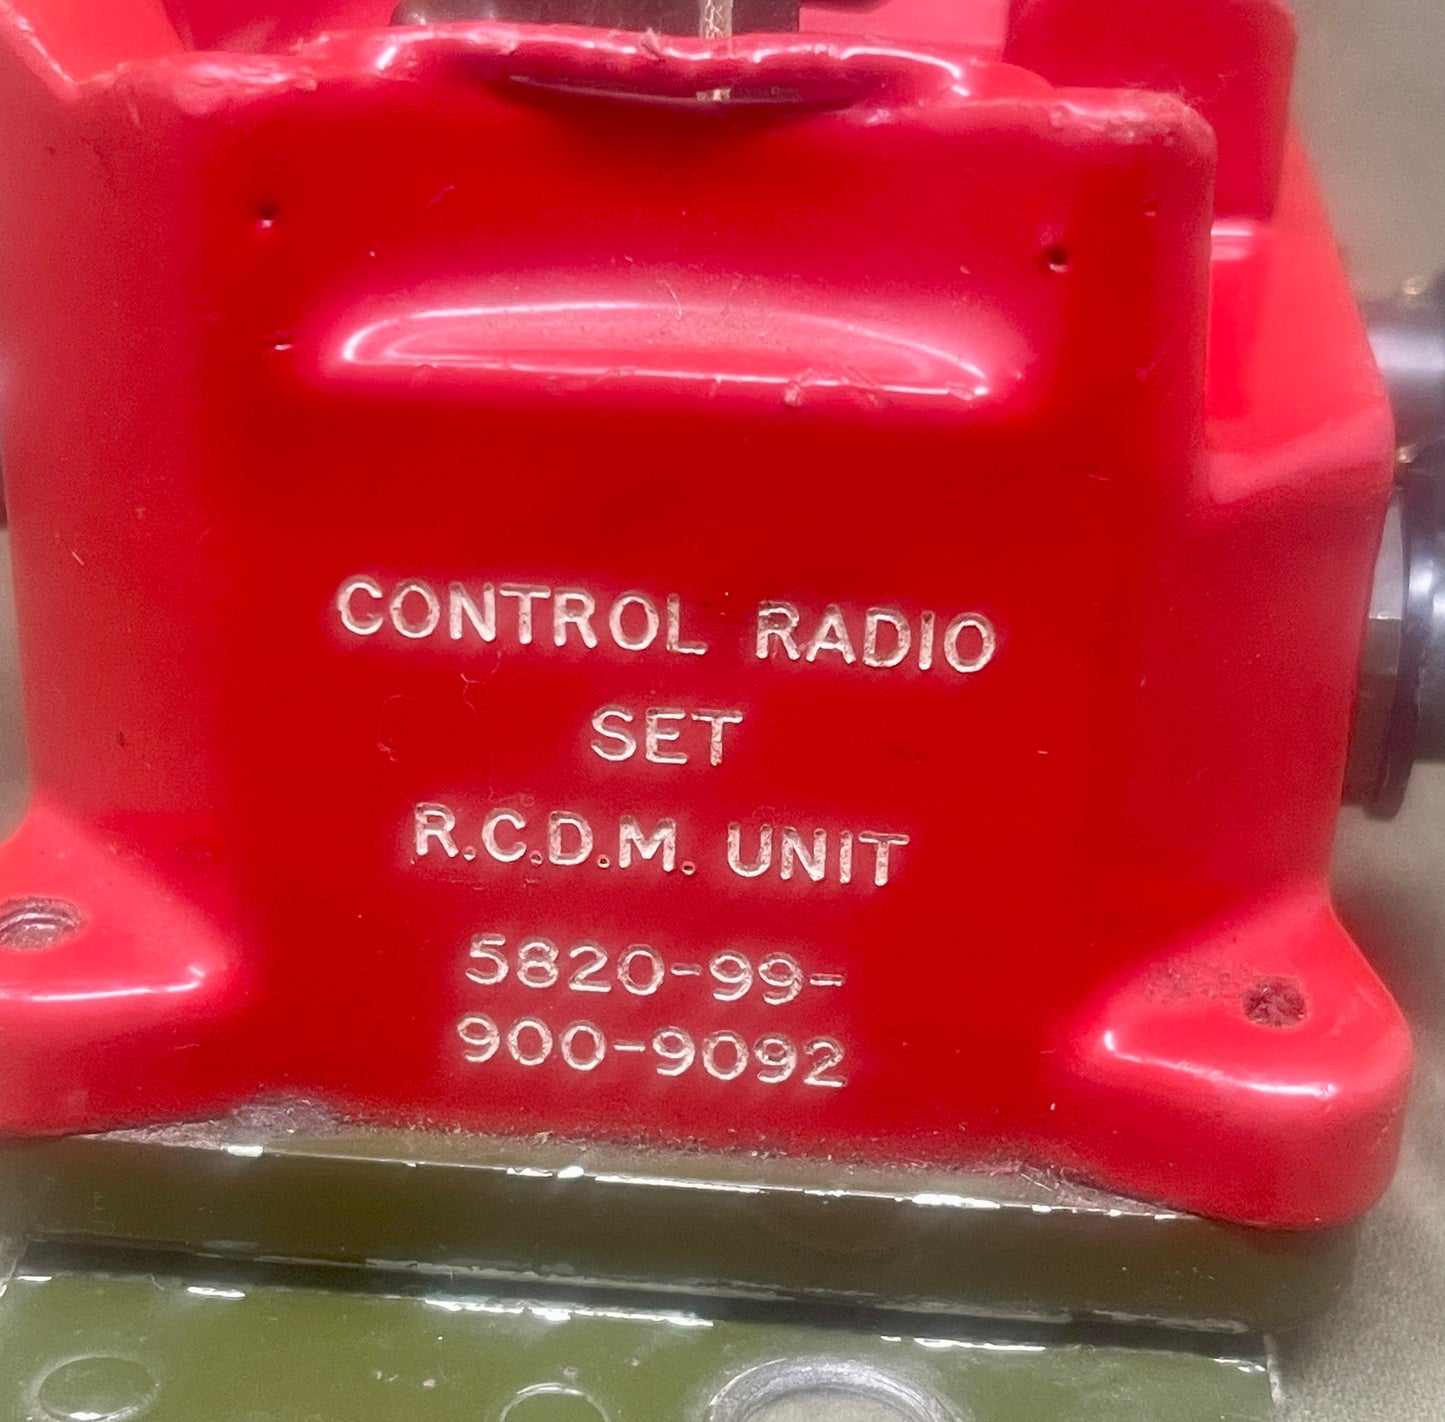 CONTROL RADIO
SET
R.C.D.M. UNIT
5820-99-
900-9092